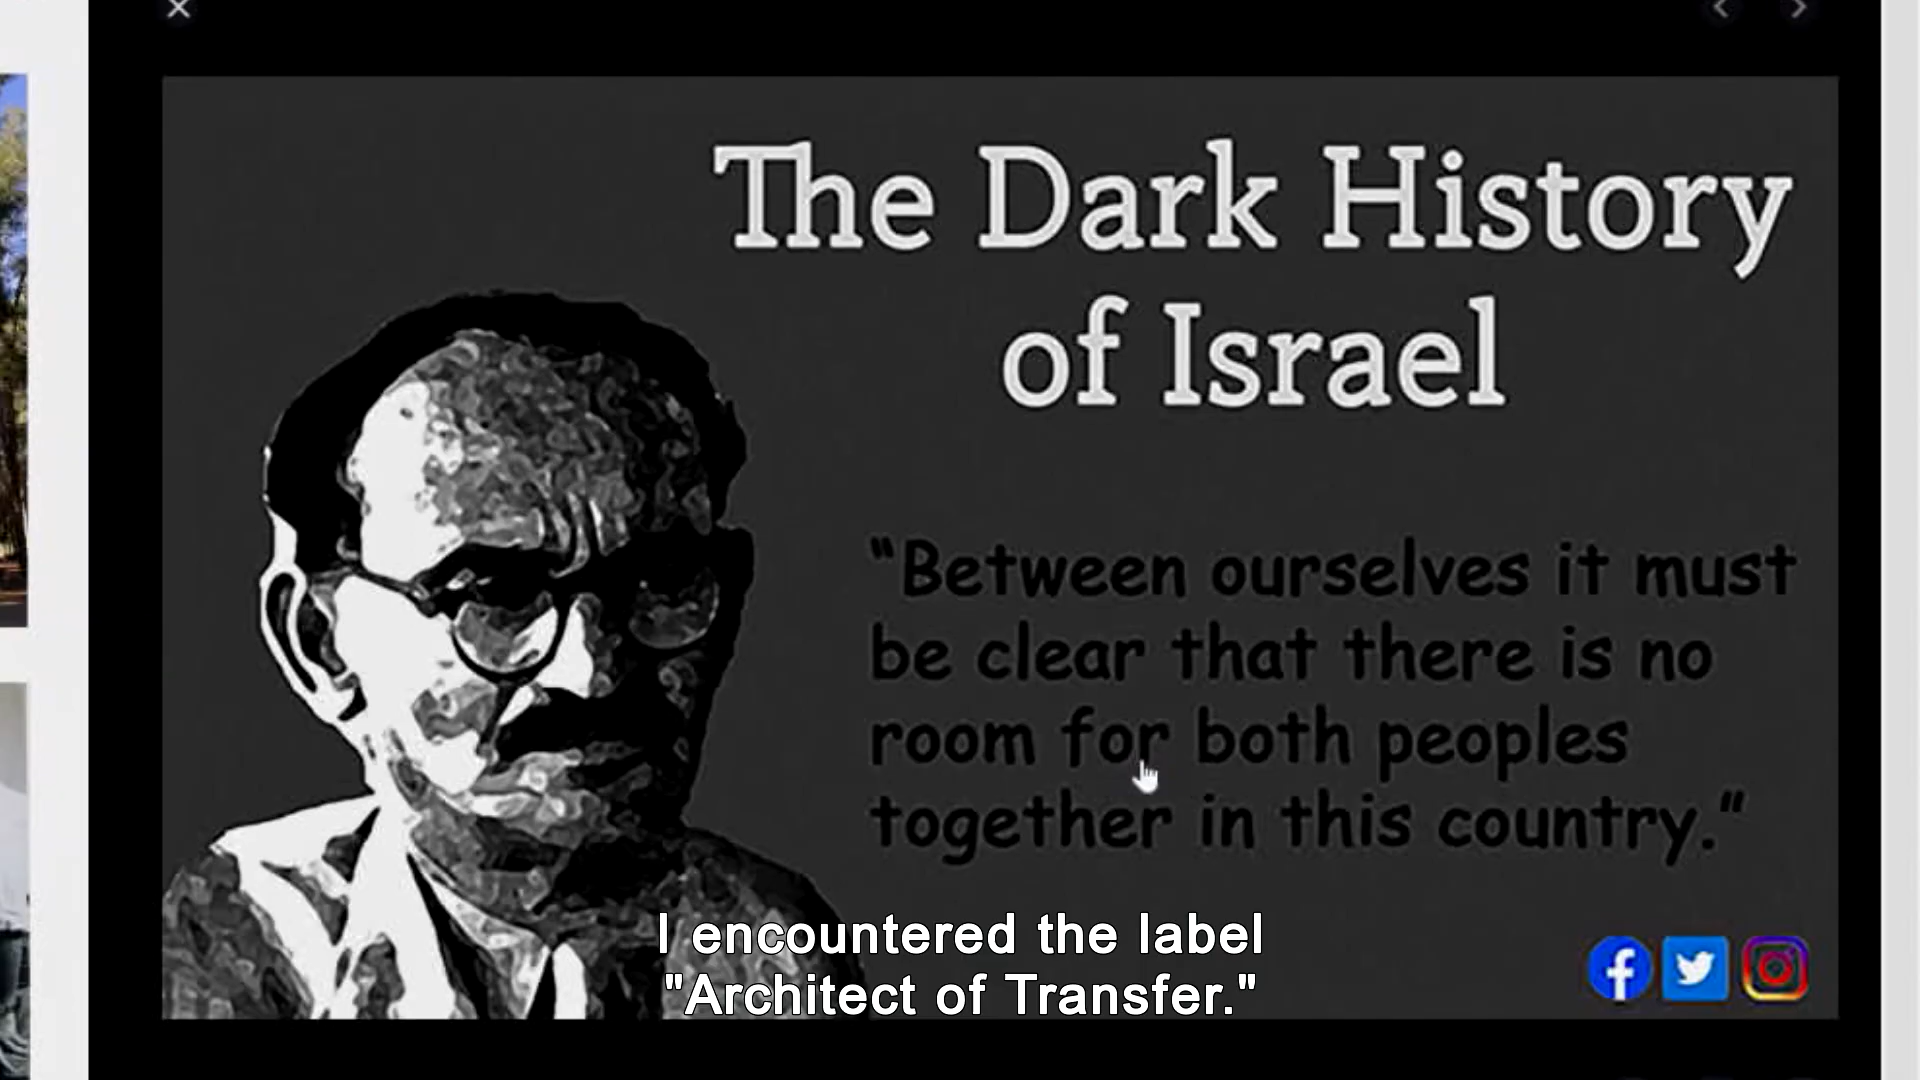 The Dark History
of Israel
“Between ourselves it must
be clear that there is no
room for both peoples
together in this country.”
I encountered the label
"Architect of Transfer."